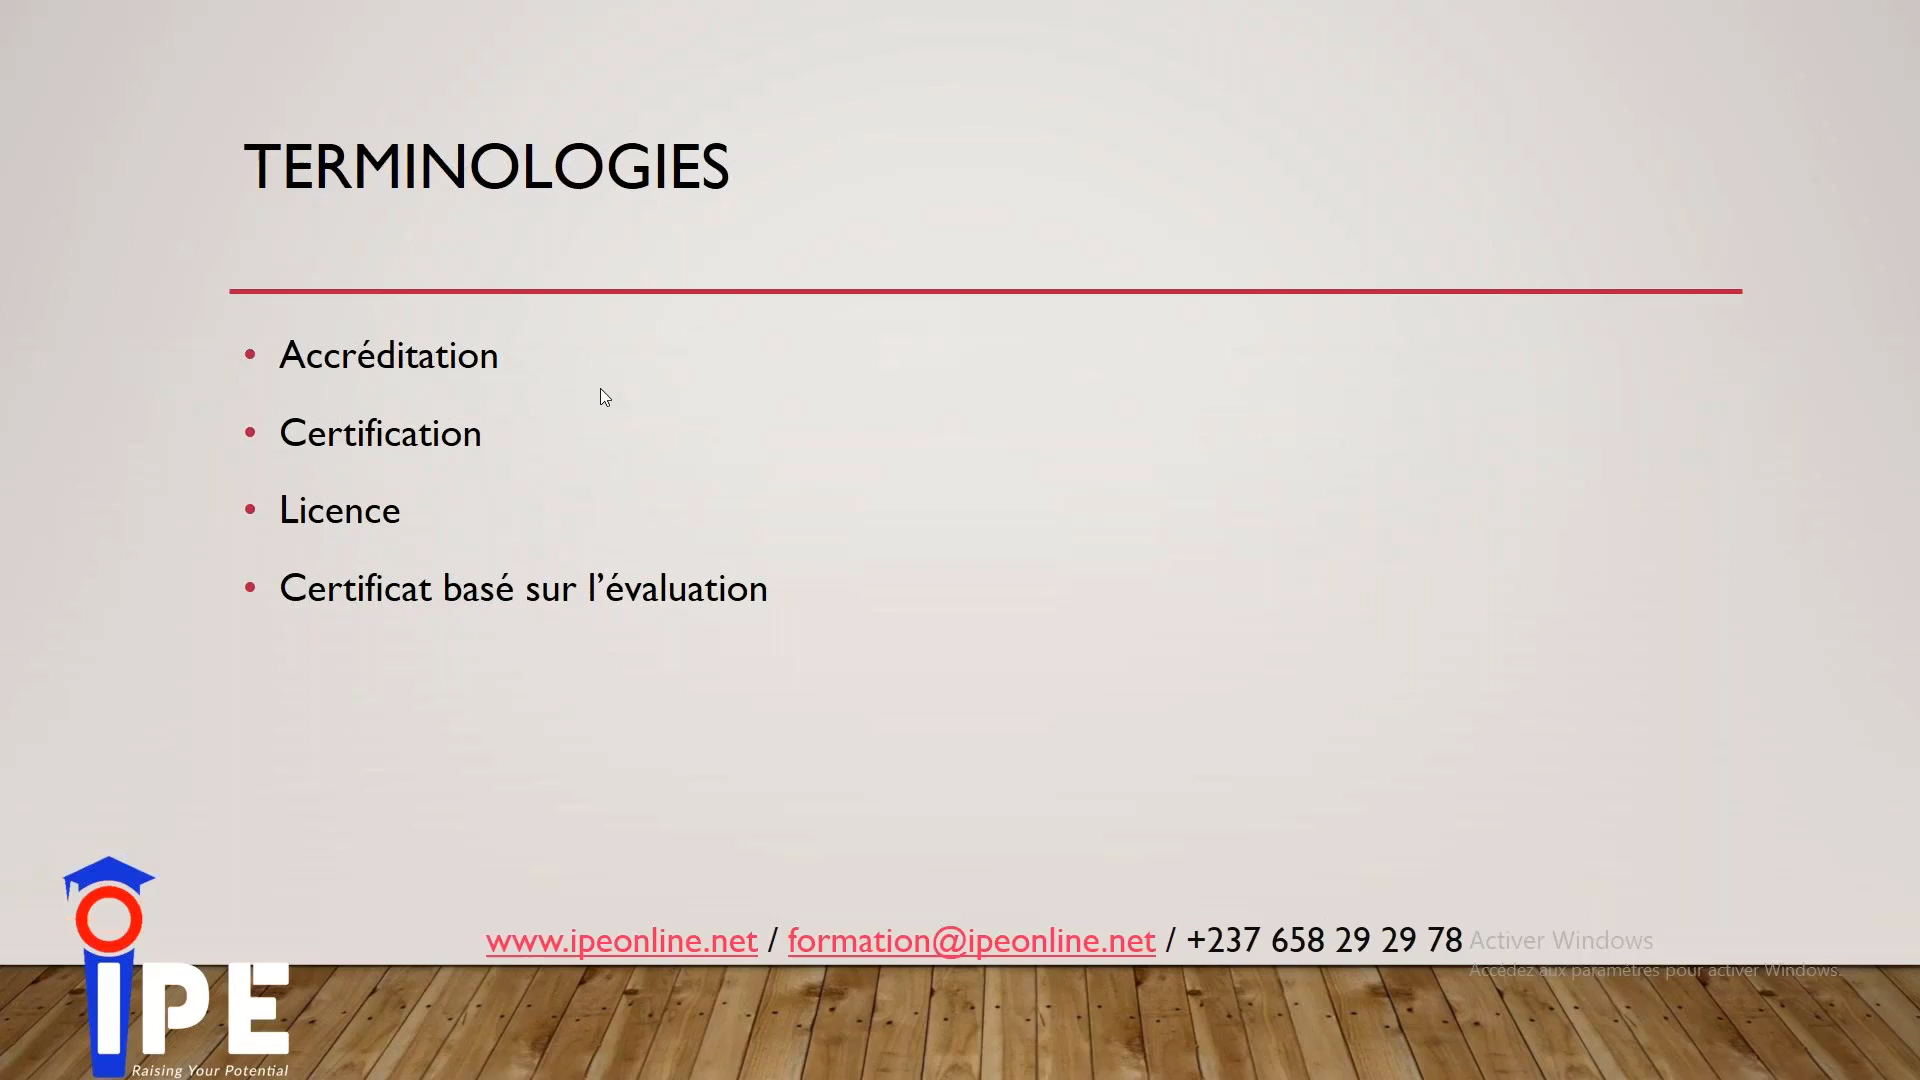 TERMINOLOGIES
• Accréditation
• Certification
• Licence
• Certificat basé sur l’évaluation
www.ipeonline.net / formation@ipeonline.net / +237 658 29 29 78
Activer Windows
Accédez aux paramètres pour activer Windows.
iPE
Raising Your Potential